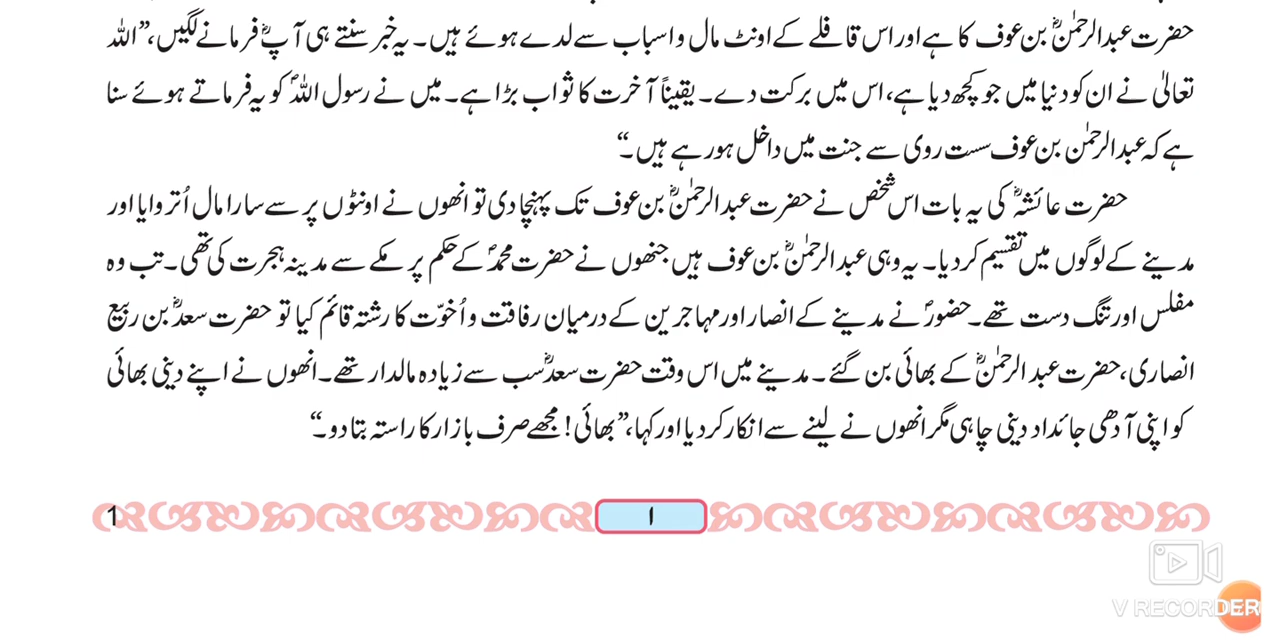 حضرت عبدالرحمٰنؓ بن عوف کا ہے اور اس قافلے کے اونٹ مال و اسباب سے لدے ہوئے ہیں۔ یہ خبر سنتے ہی آپؓ فرمانے لگیں، ”اللہ
تعالیٰ نے ان کو دنیا میں جو کچھ دیا ہے، اس میں برکت دے۔ یقیناً آخرت کا ثواب بڑا ہے۔ میں نے رسول اللہؐ کو یہ فرماتے ہوئے سنا
ہے کہ عبدالرحمٰن بن عوف سست روی سے جنت میں داخل ہورہے ہیں۔“
حضرت عائشہؓ کی یہ بات اس شخص نے حضرت عبدالرحمٰنؓ بن عوف تک پہنچا دی تو انھوں نے اونٹوں پر سے سارا مال اُتروایا اور
مدینے کے لوگوں میں تقسیم کردیا۔ یہ وہی عبدالرحمٰنؓ بن عوف ہیں جنھوں نے حضرت محمدؐ کے حکم پر مکے سے مدینہ ہجرت کی تھی۔ تب وہ
مفلس اور تنگ دست تھے۔ حضورؐ نے مدینے کے انصار اور مہاجرین کے درمیان رفاقت و اُخوّت کا رشتہ قائم کیا تو حضرت سعدؓ بن ربیع
انصاری، حضرت عبد الرحمٰنؓ کے بھائی بن گئے۔ مدینے میں اس وقت حضرت سعدؓ سب سے زیادہ مالدار تھے۔ انھوں نے اپنے دینی بھائی
کو اپنی آدھی جائداد دینی چاہی مگر انھوں نے لینے سے انکار کردیا اور کہا، ”بھائی! مجھے صرف بازار کا راستہ بتا دو۔“
1
۱
V RECORDER